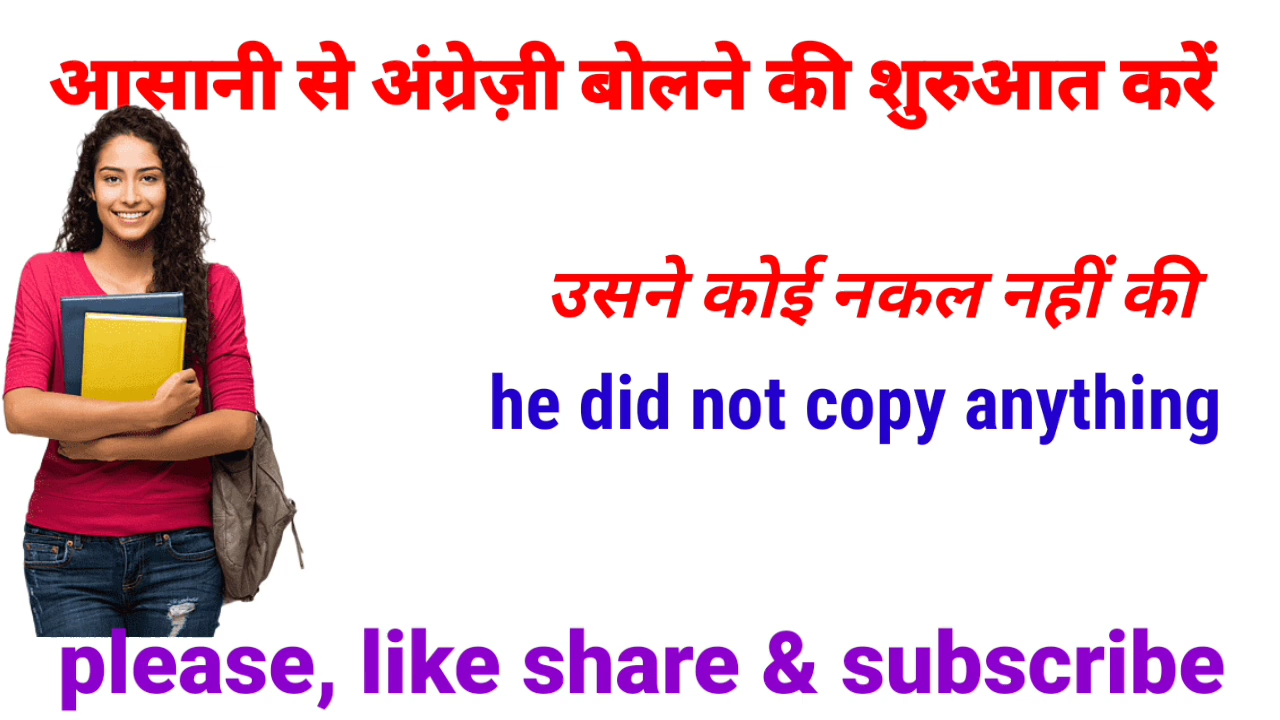 आसानी से अंग्रेज़ी बोलने की शुरुआत करें
उसने कोई नकल नहीं की
he did not copy anything
please, like share & subscribe